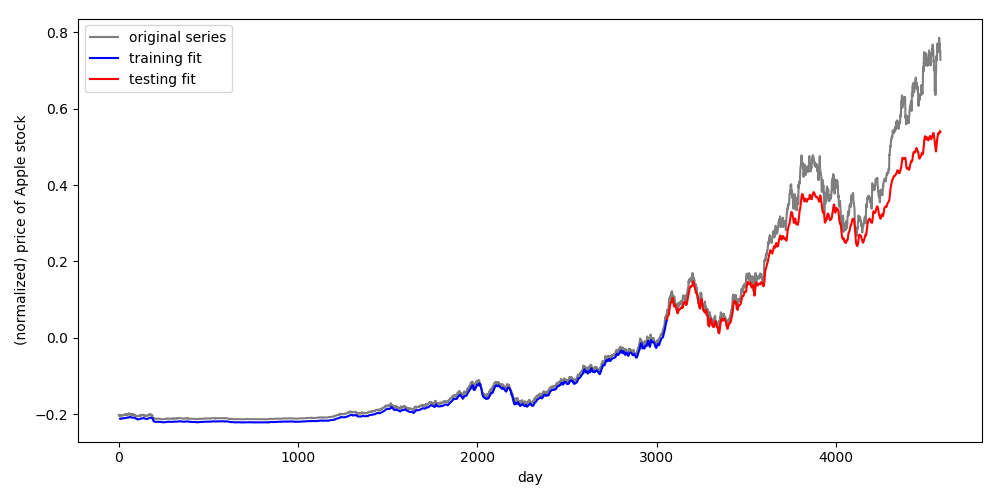 original series
training fit
testing fit
(normalized) price of Apple stock
0.8
0.6
0.4
0.2
0.0
−0.2
0 1000 2000 3000 4000
day